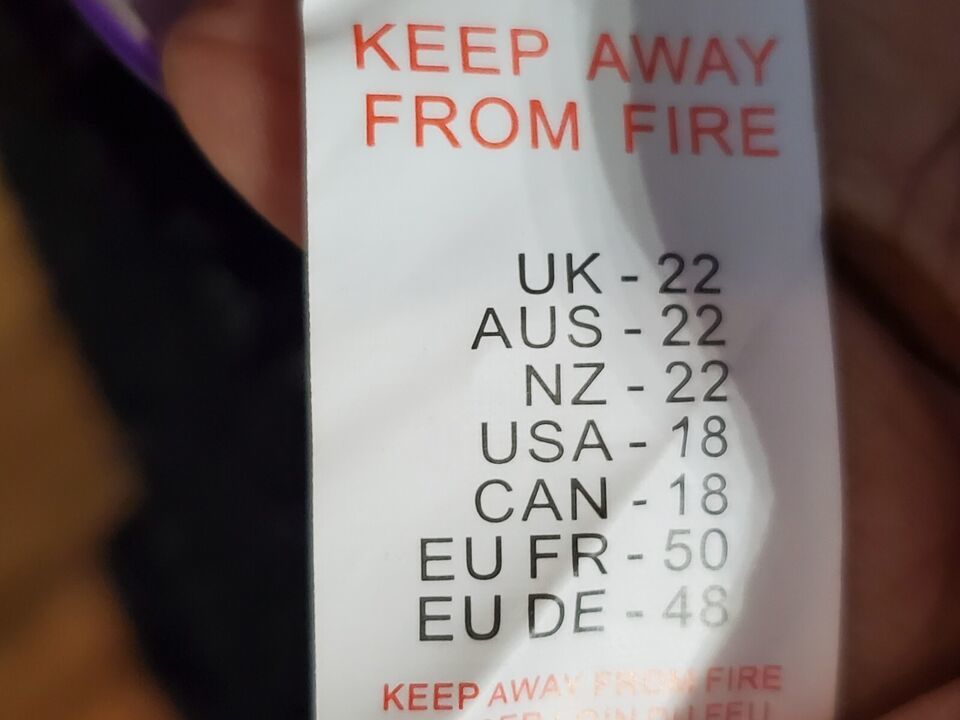 KEEP AWAY
FROM FIRE
UK - 22
AUS - 22
NZ - 22
USA - 18
CAN - 18
EU FR - 50
EU DE - 48
KEEP AWAY FROM FIRE